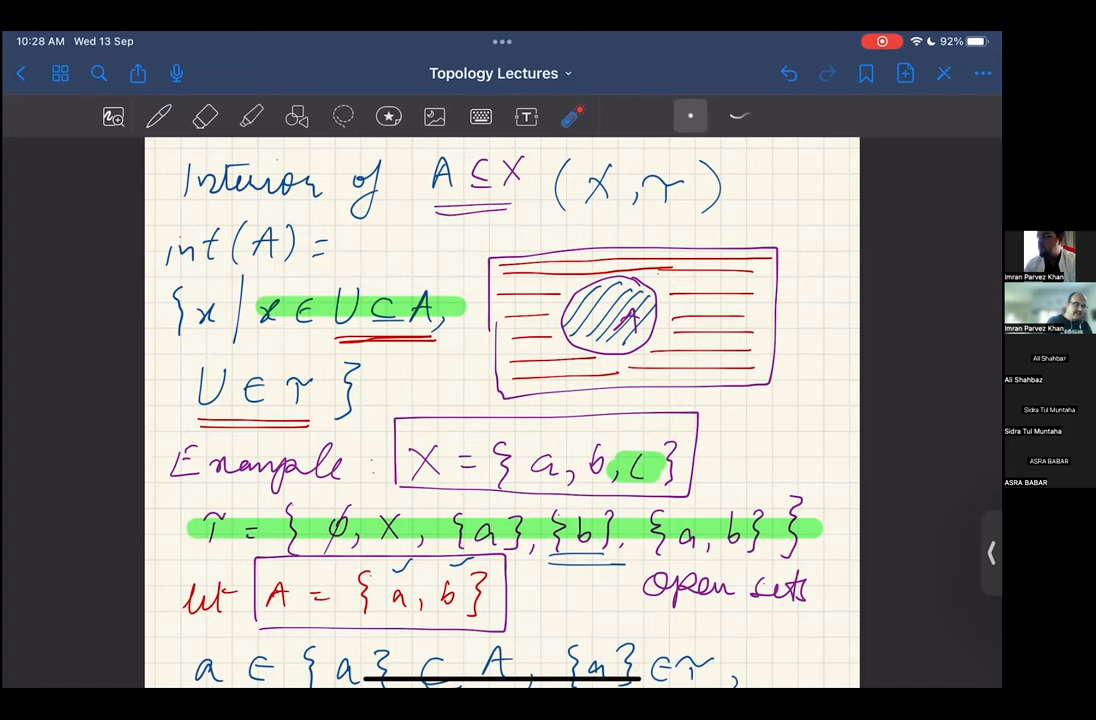 10:28 AM Wed 13 Sep
92%
Topology Lectures
Interior of A ⊆ X (X, τ)
int(A) =
{x | x ∈ U ⊆ A,
U ∈ τ }
A
Example: X = { a, b, c }
τ = { φ, X, {a}, {b}, {a, b} }
let A = { a, b }
open sets
a ∈ { a } ⊆ A, {a} ∈ τ,
Imran Parvez Khan
Imran Parvez Khan
Ali Shahbaz
Ali Shahbaz
Sidra Tul Muntaha
Sidra Tul Muntaha
ASRA BABAR
ASRA BABAR